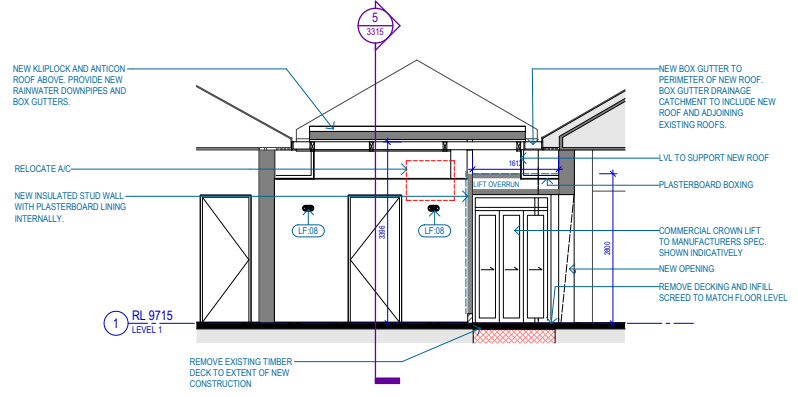 5
3315
NEW KLIPLOCK AND ANTICON
ROOF ABOVE. PROVIDE NEW
RAINWATER DOWNPIPES AND
BOX GUTTERS.
NEW BOX GUTTER TO
PERIMETER OF NEW ROOF.
BOX GUTTER DRAINAGE
CATCHMENT TO INCLUDE NEW
ROOF AND ADJOINING
EXISTING ROOFS.
RELOCATE A/C
1613
LVL TO SUPPORT NEW ROOF
LIFT OVERRUN
PLASTERBOARD BOXING
NEW INSULATED STUD WALL
WITH PLASTERBOARD LINING
INTERNALLY.
LF:08
LF:08
3396
2800
COMMERCIAL CROWN LIFT
TO MANUFACTURERS SPEC.
SHOWN INDICATIVELY
NEW OPENING
REMOVE DECKING AND INFILL
SCREED TO MATCH FLOOR LEVEL
1
RL 9715
LEVEL 1
REMOVE EXISTING TIMBER
DECK TO EXTENT OF NEW
CONSTRUCTION